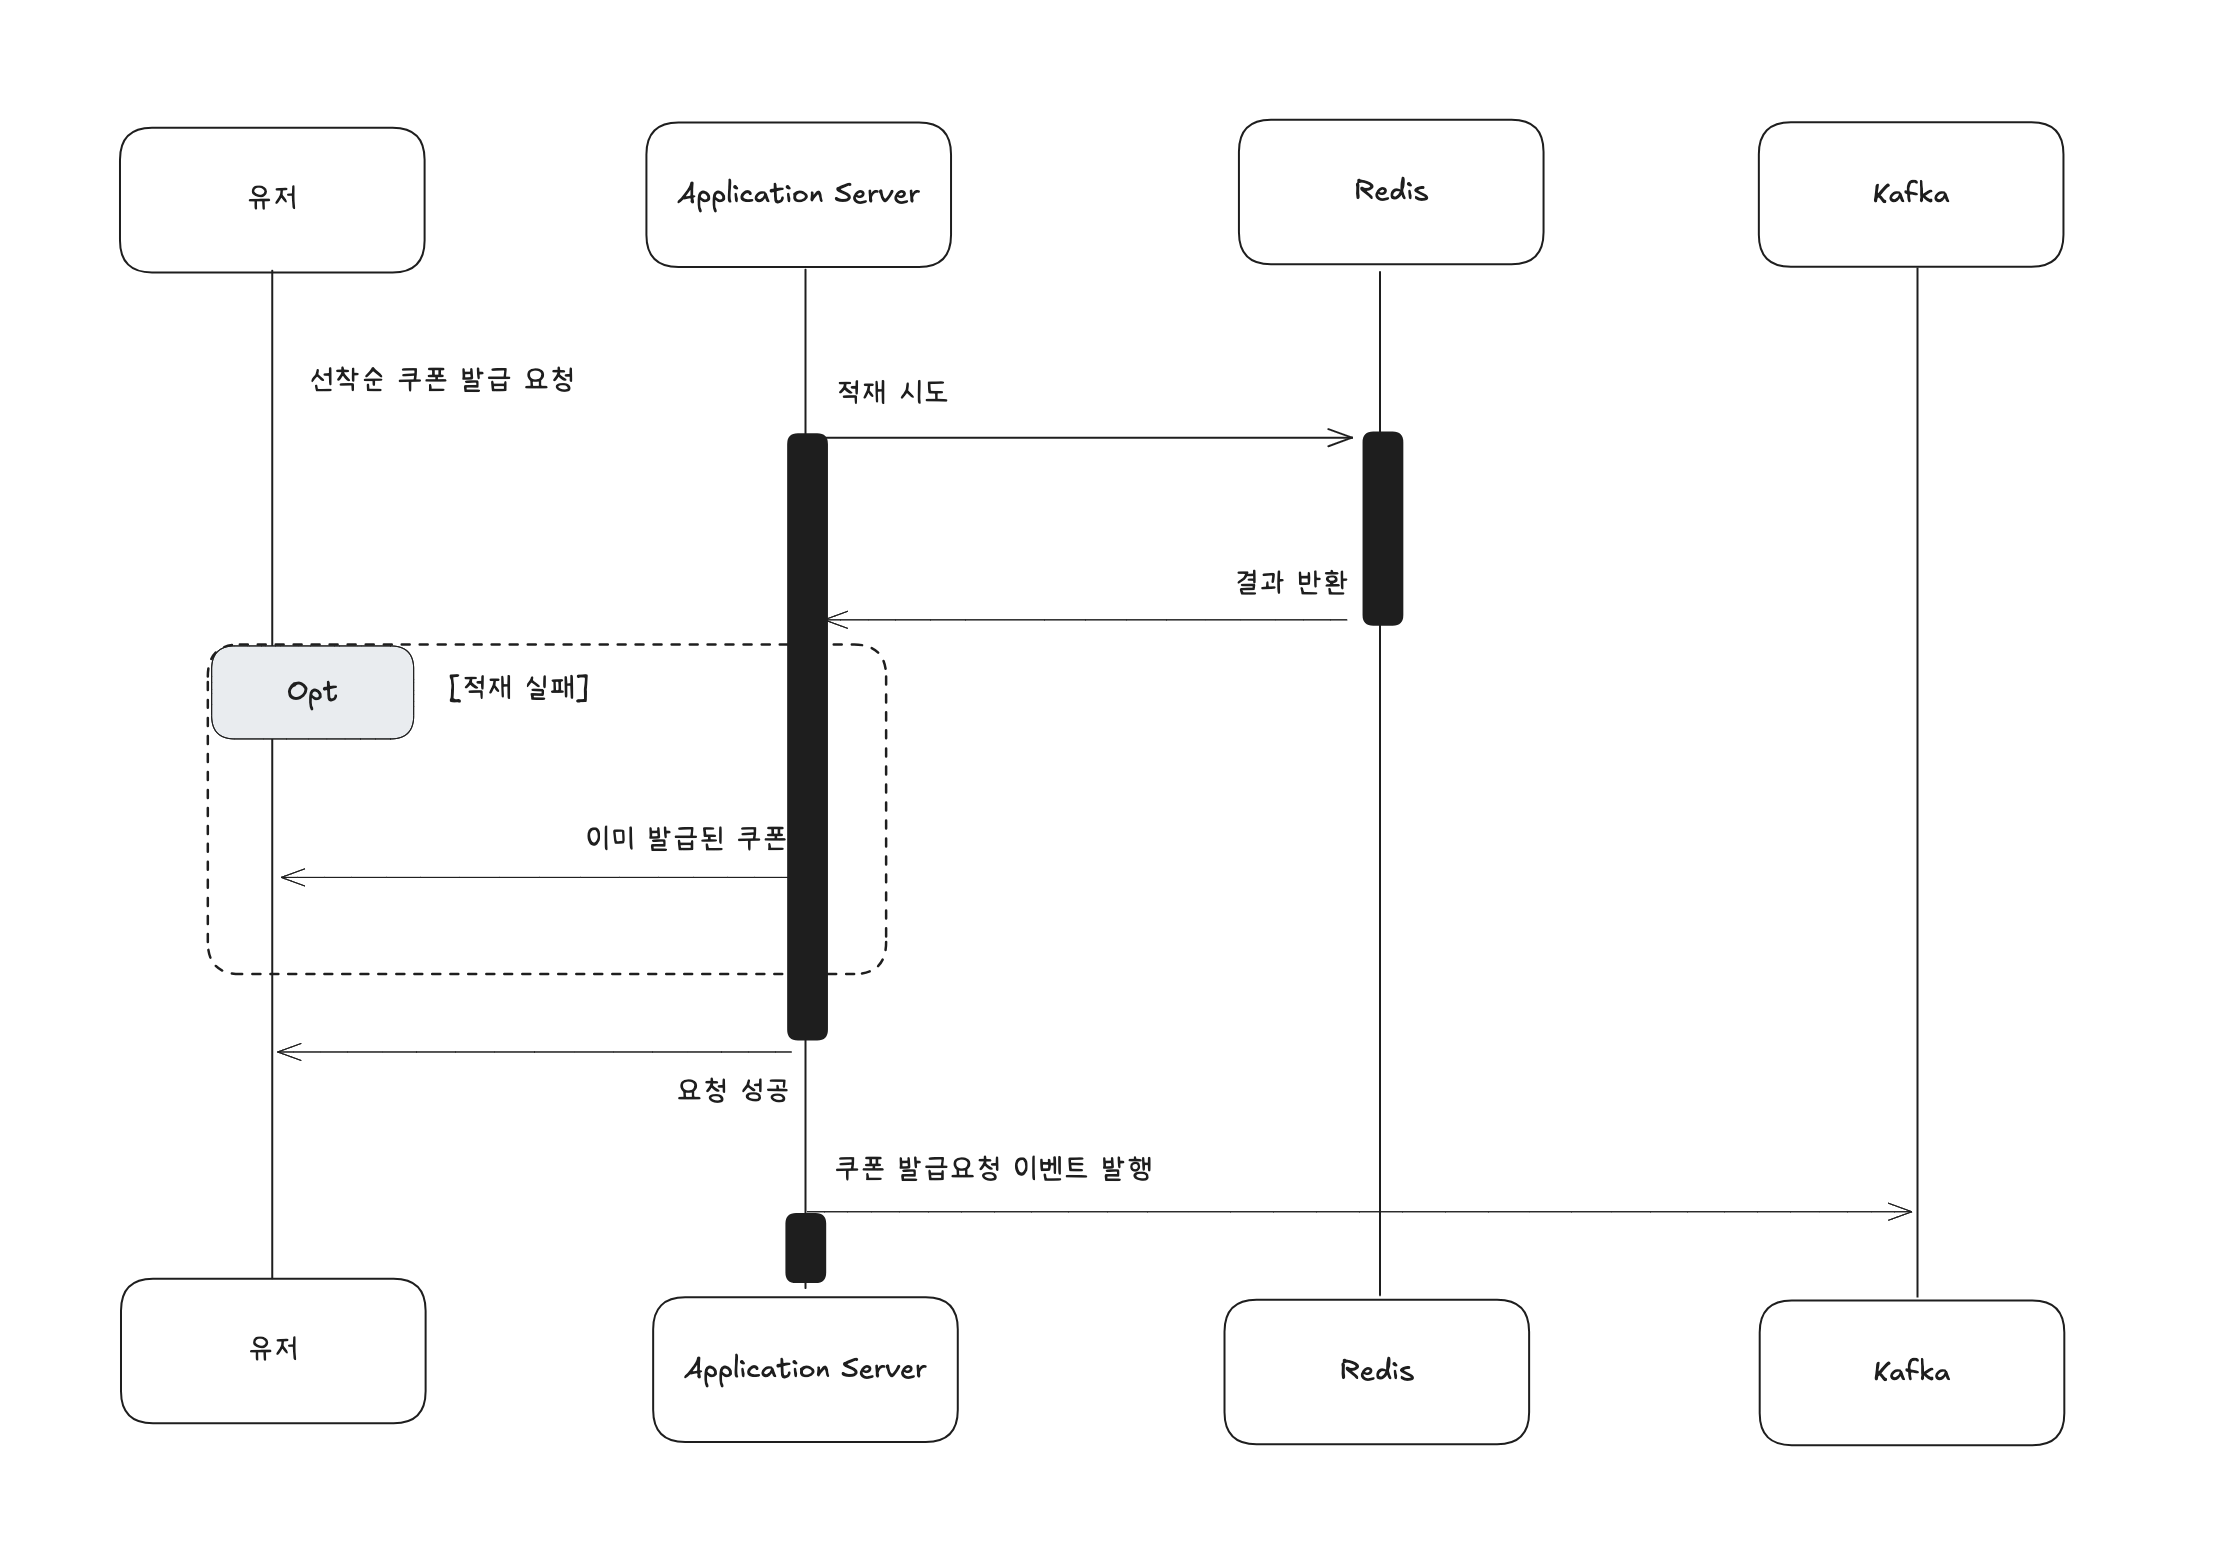 유저
Application Server
Redis
Kafka
선착순 쿠폰 발급 요청
적재 시도
결과 반환
Opt
[적재 실패]
이미 발급된 쿠폰
요청 성공
쿠폰 발급요청 이벤트 발행
유저
Application Server
Redis
Kafka